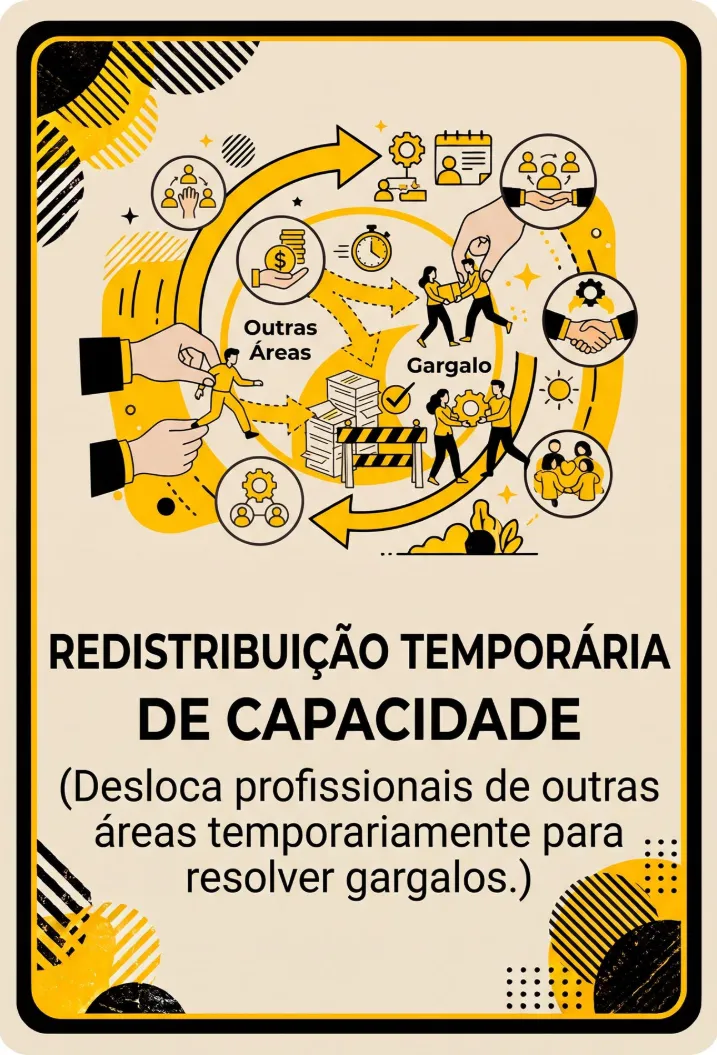 Outras
Áreas
Gargalo
$
REDISTRIBUIÇÃO TEMPORÁRIA
DE CAPACIDADE
(Desloca profissionais de outras
áreas temporariamente para
resolver gargalos.)